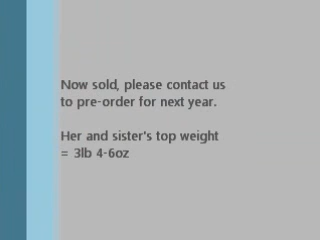 Now sold, please contact us
to pre-order for next year.
Her and sister's top weight
= 3lb 4-6oz